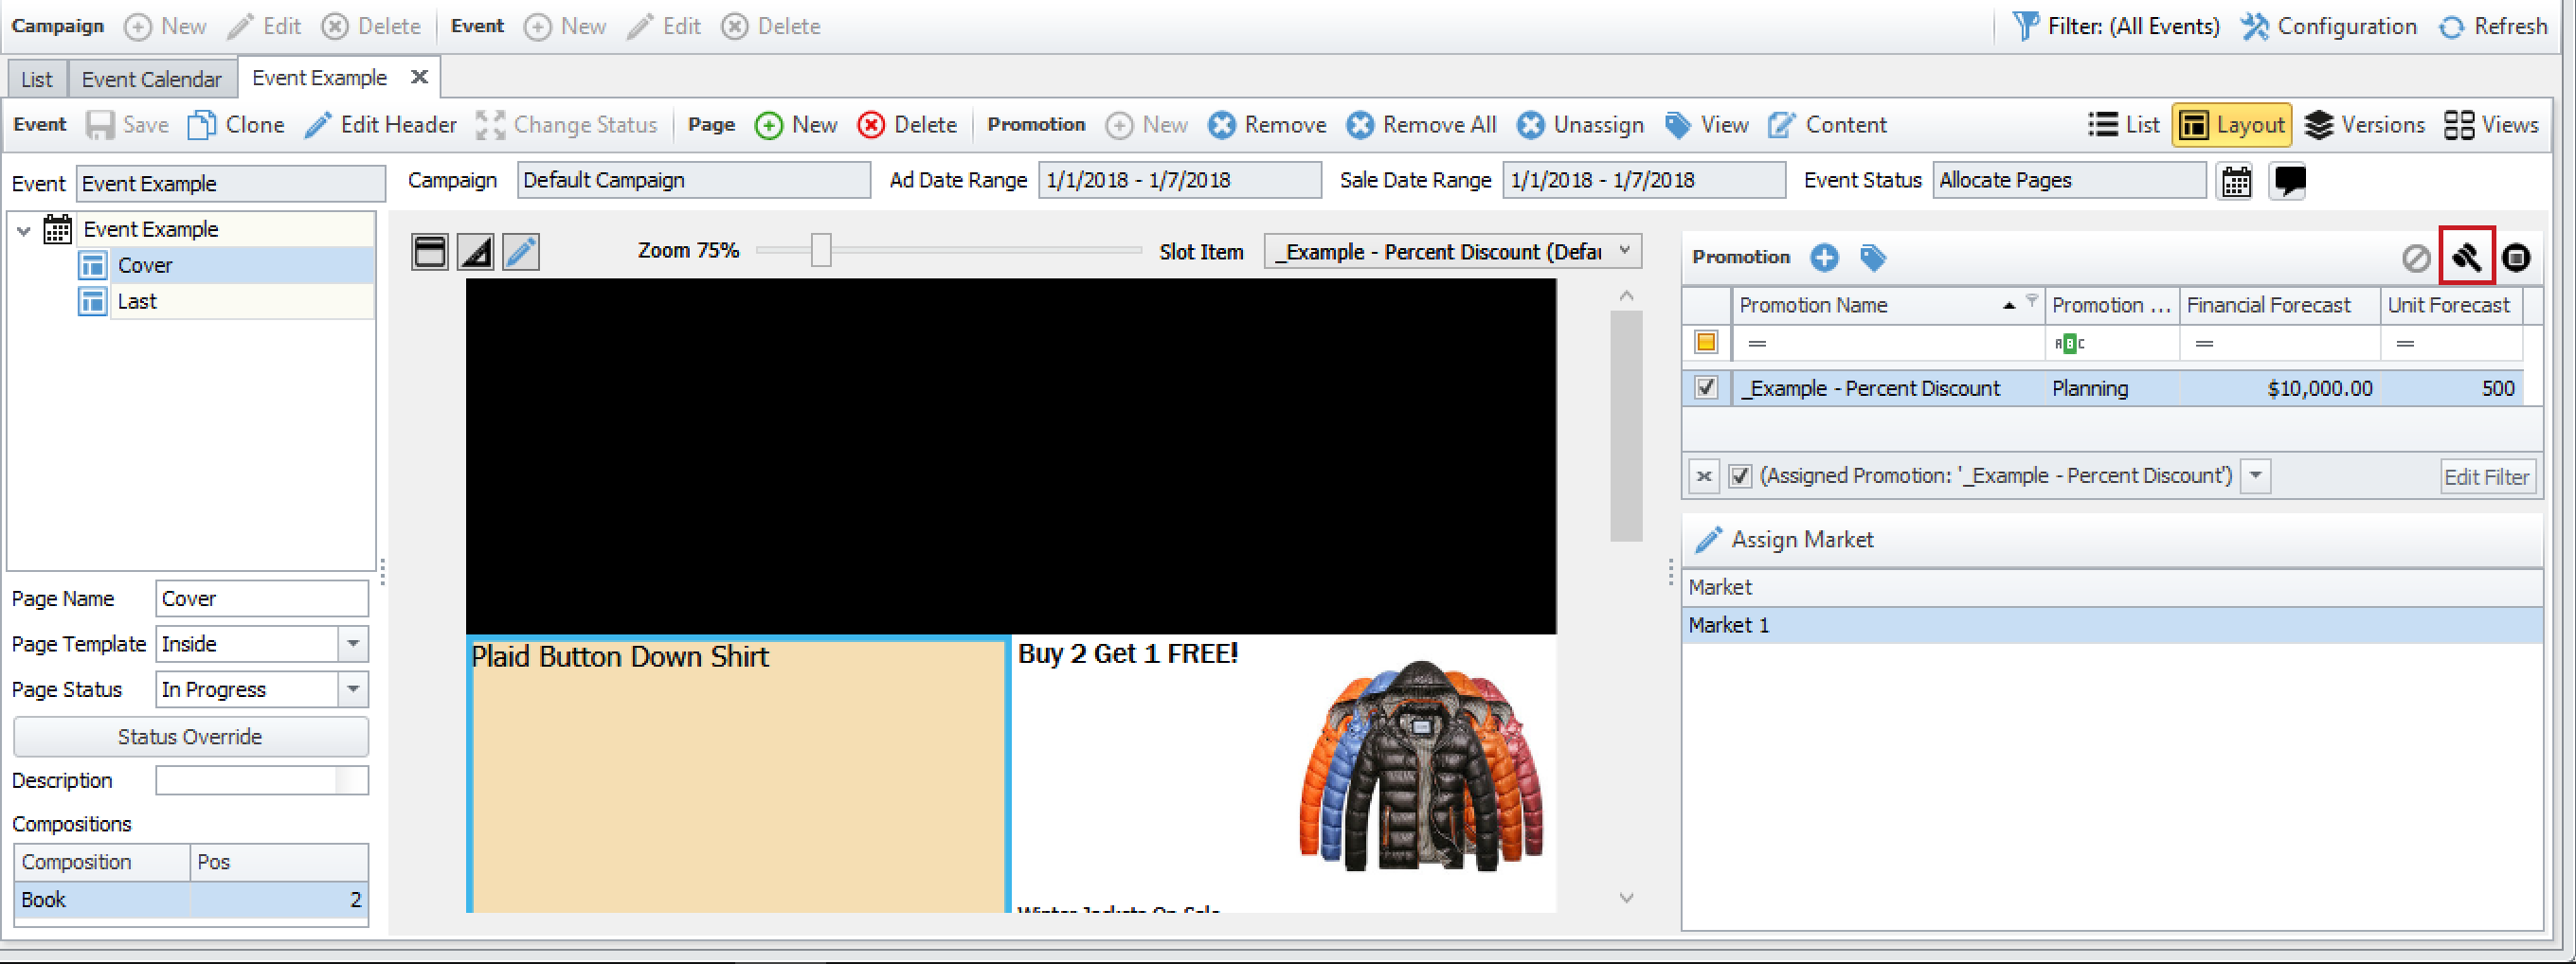 Campaign New Edit Delete Event New Edit Delete Filter: (All Events) Configuration Refresh
List Event Calendar Event Example
Event Save Clone Edit Header Change Status Page New Delete Promotion New Remove Remove All Unassign View Content List Layout Versions Views
Event Event Example Campaign Default Campaign Ad Date Range 1/1/2018 - 1/7/2018 Sale Date Range 1/1/2018 - 1/7/2018 Event Status Allocate Pages
Event Example
Cover
Last
Page Name Cover
Page Template Inside
Page Status In Progress
Status Override
Description
Compositions
Composition Pos
Book 2
Zoom 75% Slot Item _Example - Percent Discount (Defau
Plaid Button Down Shirt
Buy 2 Get 1 FREE!
Winter Jackets On Sale
Promotion
Promotion Name Promotion ... Financial Forecast Unit Forecast
= ABC = =
_Example - Percent Discount Planning $10,000.00 500
(Assigned Promotion: '_Example - Percent Discount') Edit Filter
Assign Market
Market
Market 1